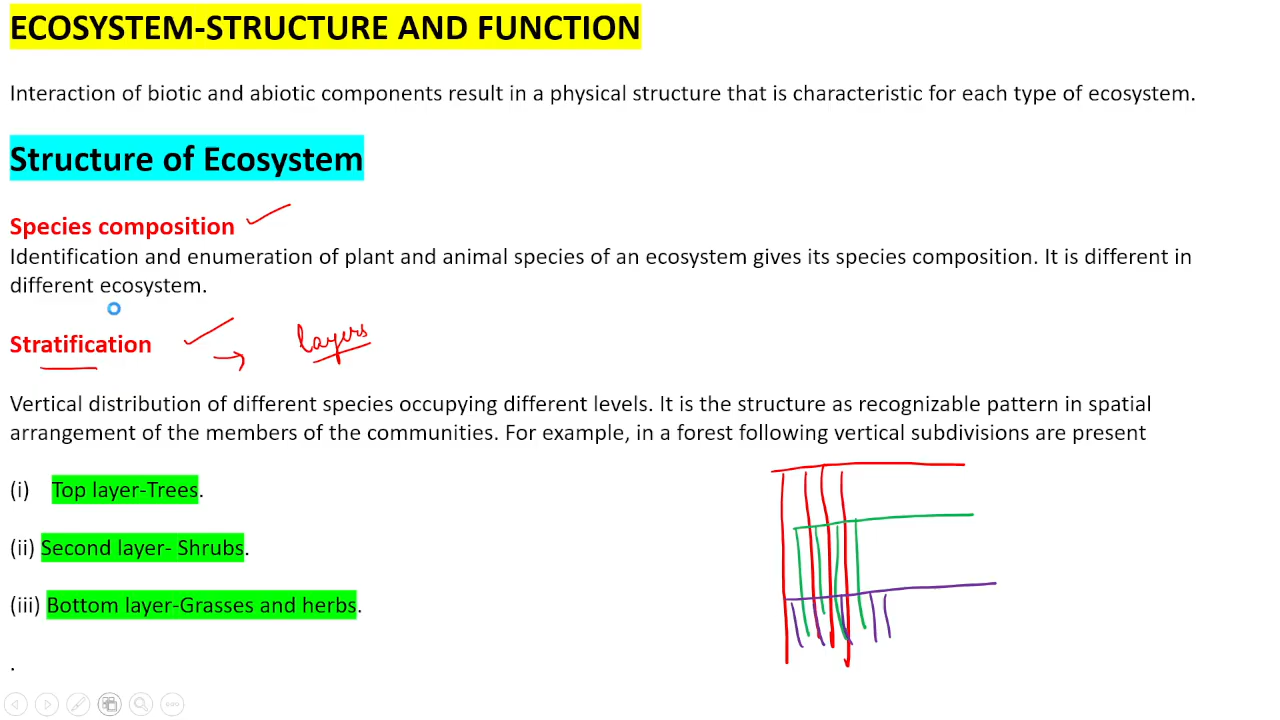 ECOSYSTEM-STRUCTURE AND FUNCTION
Interaction of biotic and abiotic components result in a physical structure that is characteristic for each type of ecosystem.
Structure of Ecosystem
Species composition
Identification and enumeration of plant and animal species of an ecosystem gives its species composition. It is different in
different ecosystem.
Stratification → layers
Vertical distribution of different species occupying different levels. It is the structure as recognizable pattern in spatial
arrangement of the members of the communities. For example, in a forest following vertical subdivisions are present
(i) Top layer-Trees.
(ii) Second layer- Shrubs.
(iii) Bottom layer-Grasses and herbs.
.